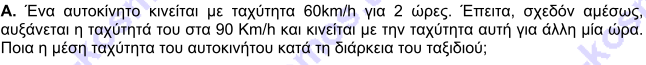 Α. Ένα αυτοκίνητο κινείται με ταχύτητα 60km/h για 2 ώρες. Έπειτα, σχεδόν αμέσως,
αυξάνεται η ταχύτητά του στα 90 Km/h και κινείται με την ταχύτητα αυτή για άλλη μία ώρα.
Ποια η μέση ταχύτητα του αυτοκινήτου κατά τη διάρκεια του ταξιδιού;